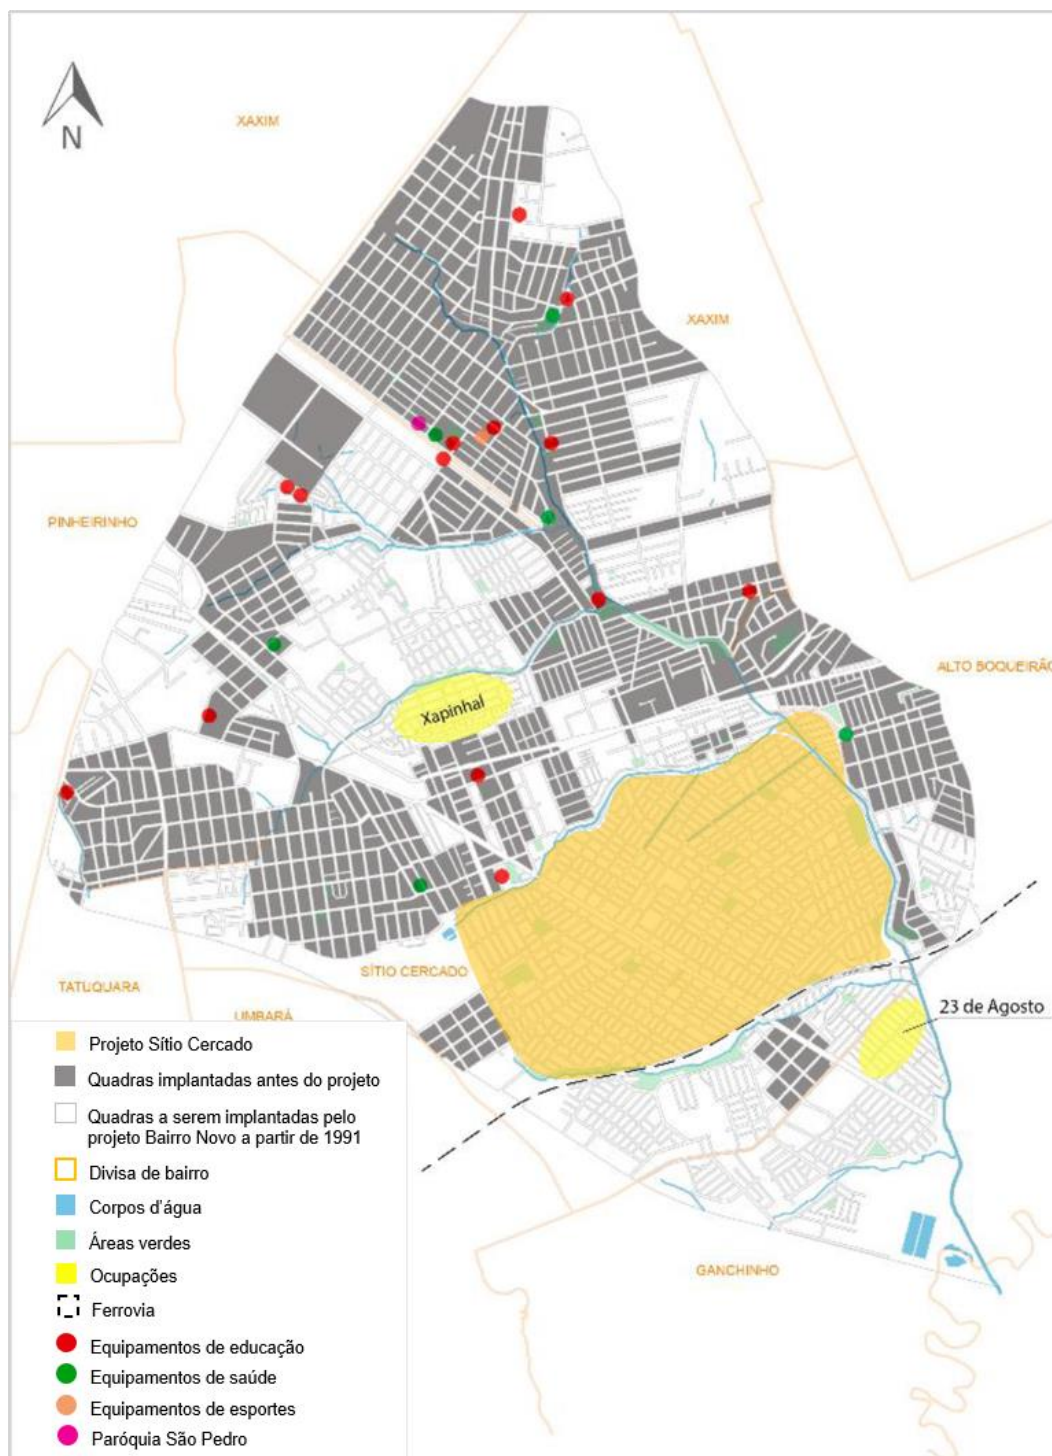 XAXIM
N
XAXIM
PINHEIRINHO
ALTO BOQUEIRÃO
Xapinhal
SÍTIO CERCADO
TATUQUARA
UMBARÁ
23 de Agosto
GANCHINHO
Projeto Sítio Cercado
Quadras implantadas antes do projeto
Quadras a serem implantadas pelo
projeto Bairro Novo a partir de 1991
Divisa de bairro
Corpos d'água
Áreas verdes
Ocupações
Ferrovia
Equipamentos de educação
Equipamentos de saúde
Equipamentos de esportes
Paróquia São Pedro